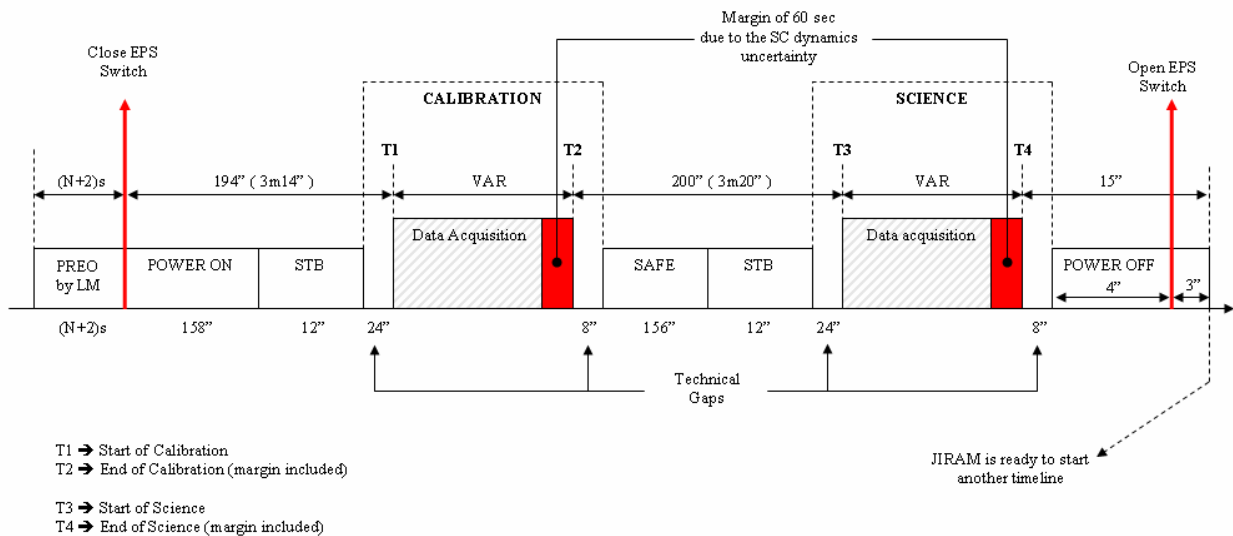 Margin of 60 sec
due to the SC dynamics
uncertainty
Close EPS
Switch
Open EPS
Switch
CALIBRATION
SCIENCE
T1
T2
T3
T4
(N+2)s
194” ( 3m14” )
VAR
200” ( 3m20” )
VAR
15”
Data Acquisition
Data acquisition
PREO
by LM
POWER ON
STB
SAFE
STB
POWER OFF
4”
3”
(N+2)s
158”
12”
24”
8”
156”
12”
24”
8”
Technical
Gaps
T1 ➔ Start of Calibration
T2 ➔ End of Calibration (margin included)
T3 ➔ Start of Science
T4 ➔ End of Science (margin included)
JIRAM is ready to start
another timeline